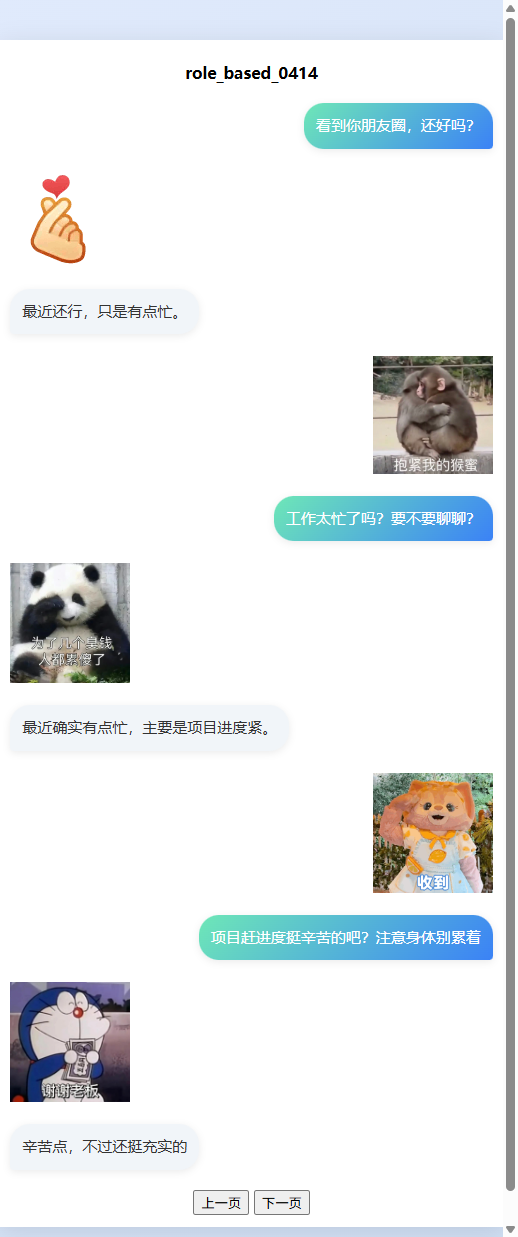 role_based_0414
看到你朋友圈，还好吗？
最近还行，只是有点忙。
抱紧我的猴蜜
工作太忙了吗？要不要聊聊？
为了几个臭钱
人都累傻了
最近确实有点忙，主要是项目进度紧。
收到
项目赶进度挺辛苦的吧？注意身体别累着
谢谢老板
辛苦点，不过还挺充实的
上一页 下一页